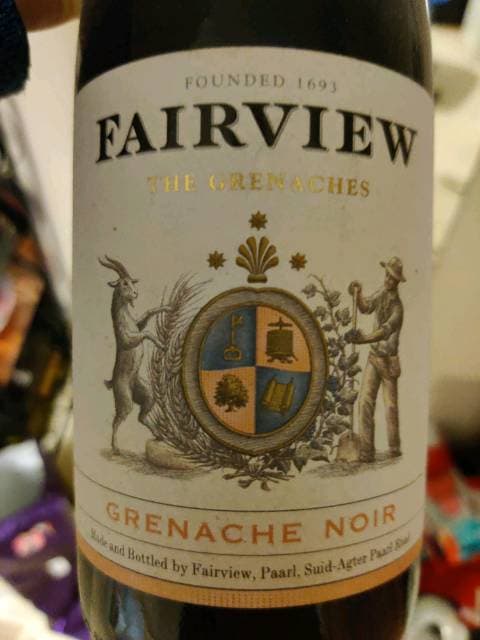 FOUNDED 1693
FAIRVIEW
THE GRENACHES
GRENACHE NOIR
Made and Bottled by Fairview, Paarl, Suid-Agter Paarl Road